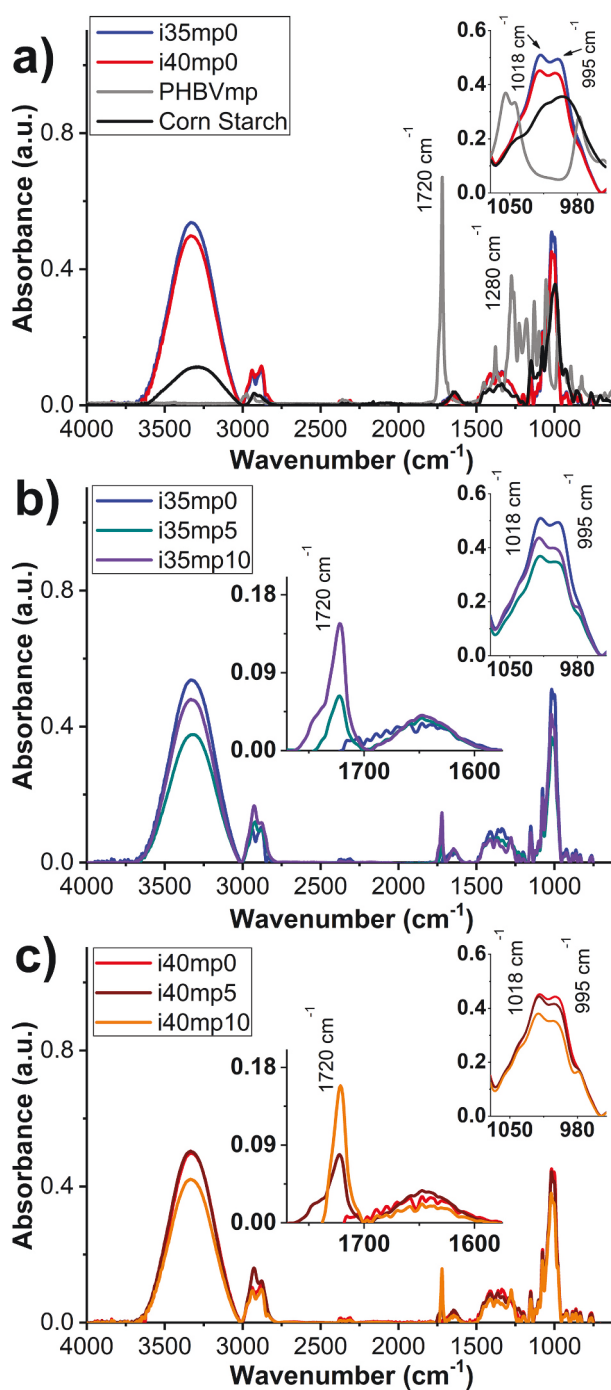 a)
i35mp0
i40mp0
PHBVmp
Corn Starch
Absorbance (a.u.)
0.8
0.4
0.0
1720 cm⁻¹
1280 cm⁻¹
1018 cm⁻¹
995 cm⁻¹
0.6
0.4
0.2
0.0
1050 980
4000 3500 3000 2500 2000 1500 1000
Wavenumber (cm⁻¹)
b)
i35mp0
i35mp5
i35mp10
Absorbance (a.u.)
0.8
0.4
0.0
1720 cm⁻¹
0.18
0.09
0.00
1700 1600
1018 cm⁻¹
995 cm⁻¹
0.6
0.4
0.2
0.0
1050 980
4000 3500 3000 2500 2000 1500 1000
Wavenumber (cm⁻¹)
c)
i40mp0
i40mp5
i40mp10
Absorbance (a.u.)
0.8
0.4
0.0
1720 cm⁻¹
0.18
0.09
0.00
1700 1600
1018 cm⁻¹
995 cm⁻¹
0.6
0.4
0.2
0.0
1050 980
4000 3500 3000 2500 2000 1500 1000
Wavenumber (cm⁻¹)